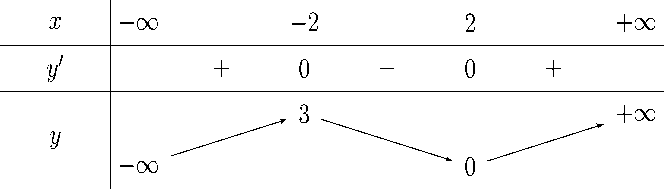 x −∞ −2 2 +∞
y′ + 0 − 0 +
3 +∞
y
−∞ 0